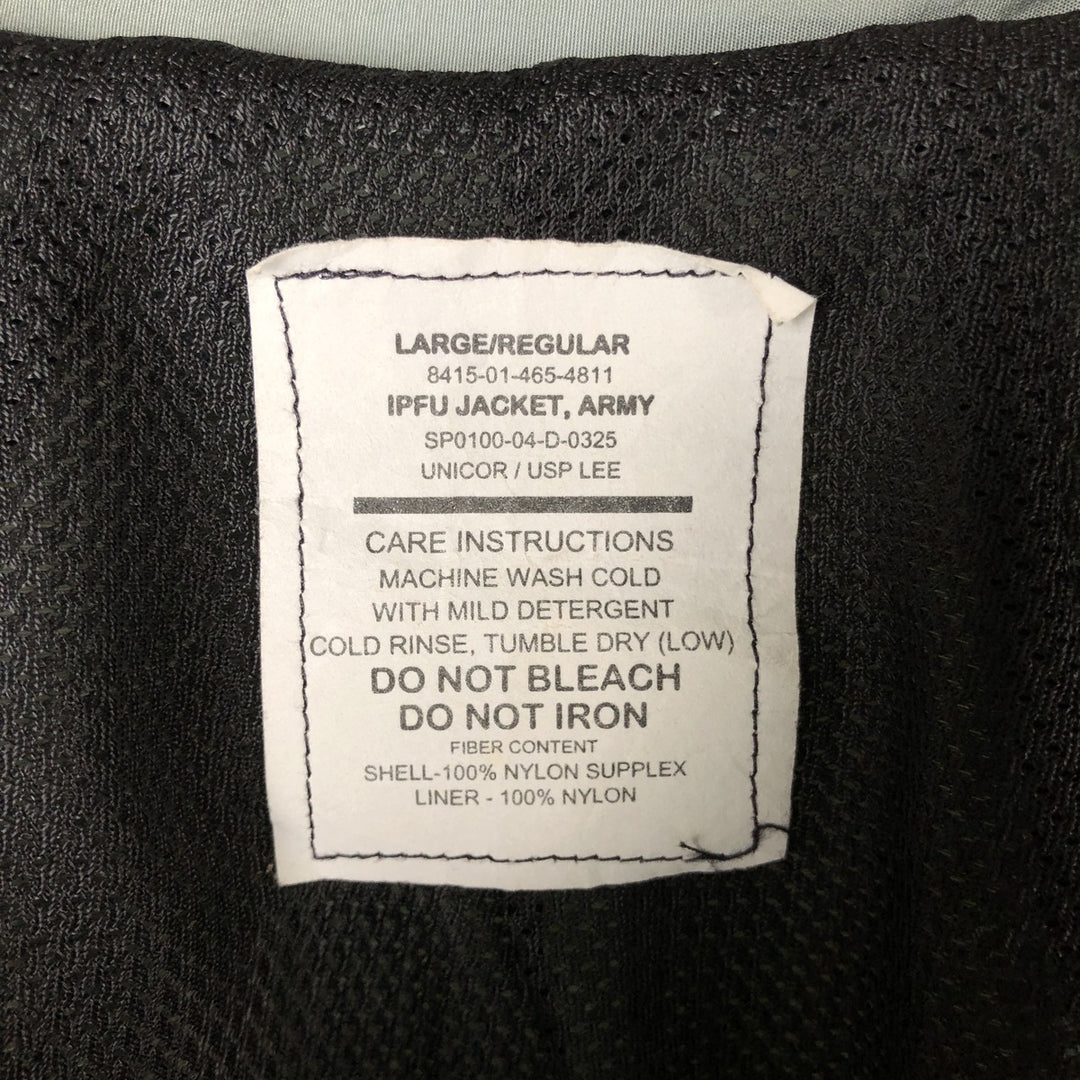 LARGE/REGULAR
8415-01-465-4811
IPFU JACKET, ARMY
SP0100-04-D-0325
UNICOR / USP LEE
CARE INSTRUCTIONS
MACHINE WASH COLD
WITH MILD DETERGENT
COLD RINSE, TUMBLE DRY (LOW)
DO NOT BLEACH
DO NOT IRON
FIBER CONTENT
SHELL-100% NYLON SUPPLEX
LINER - 100% NYLON